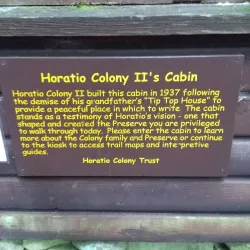 Horatio Colony II's Cabin
Horatio Colony II built this cabin in 1937 following
the demise of his grandfather's "Tip Top House" to
provide a peaceful place in which to write. The cabin
stands as a testimony of Horatio's vision - one that
shaped and created the Preserve you are privileged
to walk through today. Please enter the cabin to learn
more about the Colony family and Preserve or continue
to the kiosk to access trail maps and interpretive
guides.
Horatio Colony Trust